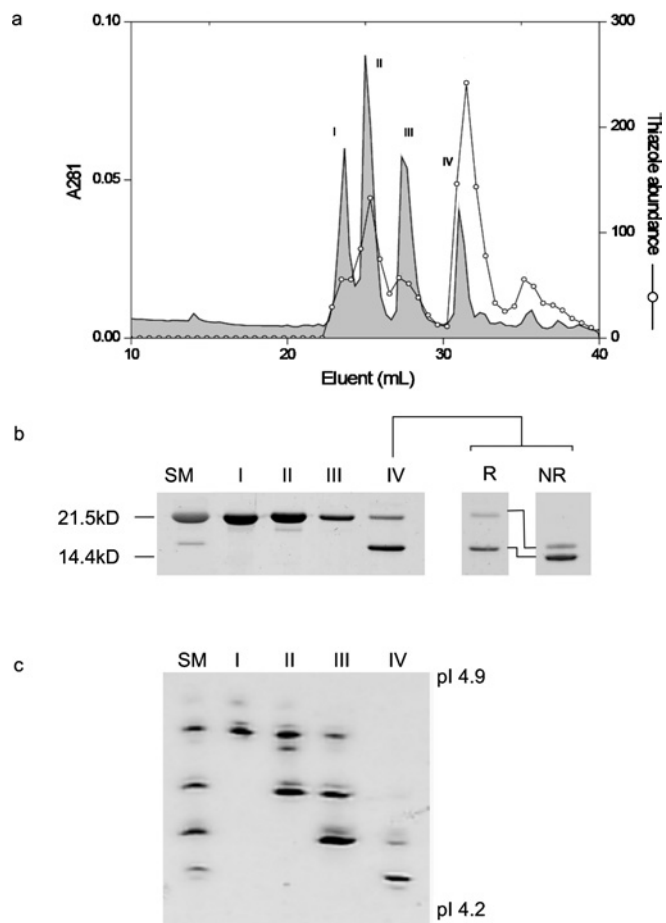 a
0.10
300
II
I
III
200
A281
0.05
IV
Thiazole abundance
100
0.00
0
10
20
30
40
Eluent (mL)
b
SM I II III IV
R NR
21.5kD
14.4kD
c
SM I II III IV
pI 4.9
pI 4.2